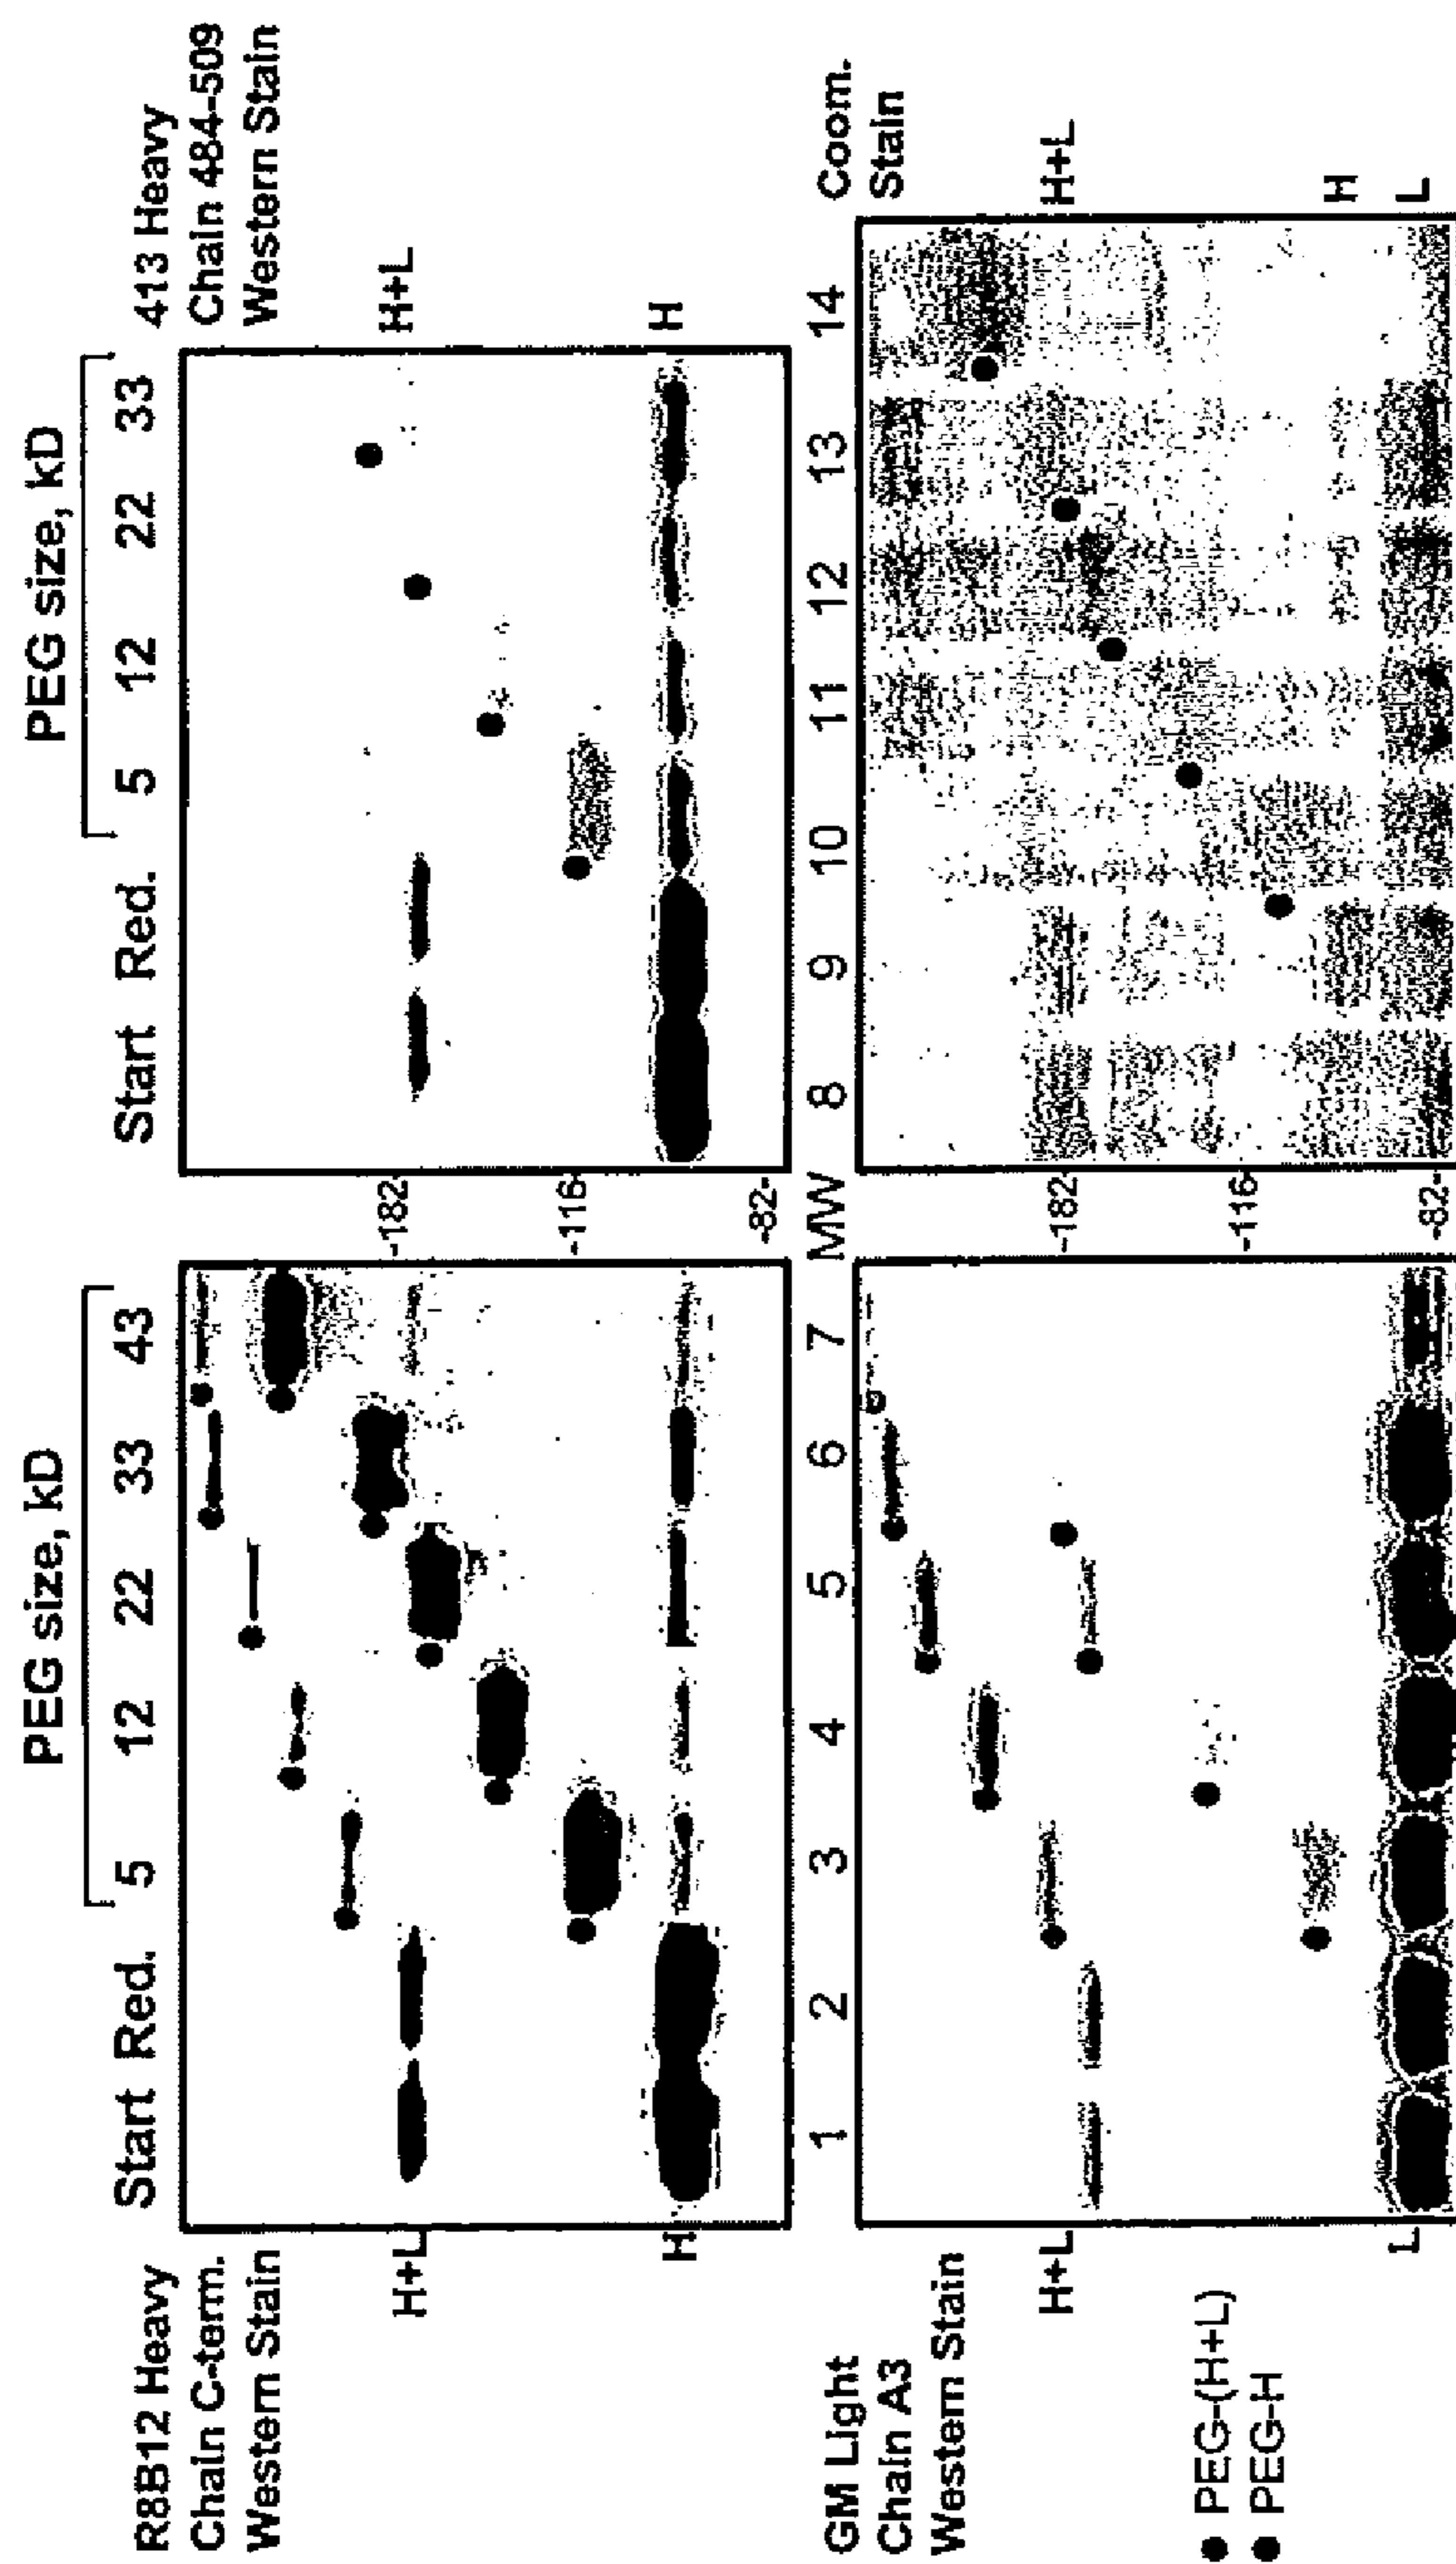 PEG size, kD
Start Red. 5 12 22 33 43
R8B12 Heavy
Chain C-term.
Western Stain
H+L
H
PEG size, kD
Start Red. 5 12 22 33
413 Heavy
Chain 484-509
Western Stain
H+L
H
-182
-116
-82-
GM Light
Chain A3
Western Stain
1 2 3 4 5 6 7 MW 8 9 10 11 12 13 14
Coom.
Stain
H+L
L
-182
-116
-82-
H+L
H
L
PEG-(H+L)
PEG-H